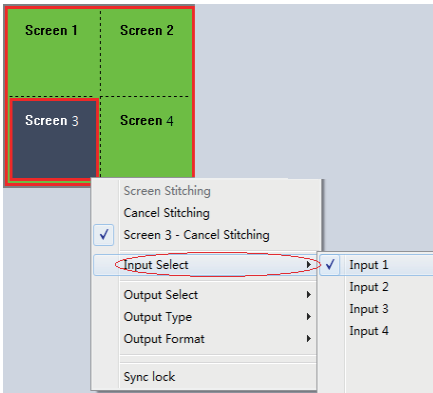 Screen 1 Screen 2
Screen 3 Screen 4
Screen Stitching
Cancel Stitching
Screen 3 - Cancel Stitching
Input Select
Input 1
Input 2
Output Select
Input 3
Output Type
Input 4
Output Format
Sync lock